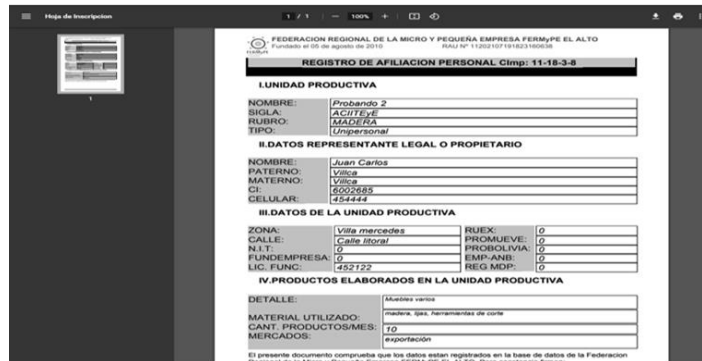 Hoja de Inscripcion
1 / 1
100%
1
FEDERACION REGIONAL DE LA MICRO Y PEQUEÑA EMPRESA FERMyPE EL ALTO
Fundado el 05 de agosto de 2010 RAU Nº 11202107191823180638
REGISTRO DE AFILIACION PERSONAL CImp: 11-18-3-8
I.UNIDAD PRODUCTIVA
NOMBRE: Probando 2
SIGLA: ACIITEyE
RUBRO: MADERA
TIPO: Unipersonal
II.DATOS REPRESENTANTE LEGAL O PROPIETARIO
NOMBRE: Juan Carlos
PATERNO: Villca
MATERNO: Villca
CI: 6002685
CELULAR: 454444
III.DATOS DE LA UNIDAD PRODUCTIVA
ZONA: Villa mercedes RUEX: 0
CALLE: Calle litoral PROMUEVE: 0
N.I.T: 0 PROBOLIVIA: 0
FUNDEMPRESA: 0 EMP-ANB: 0
LIC. FUNC: 452122 REG MDP: 0
IV.PRODUCTOS ELABORADOS EN LA UNIDAD PRODUCTIVA
DETALLE: Muebles varios
MATERIAL UTILIZADO: madera, lijas, herramientas de corte
CANT. PRODUCTOS/MES: 10
MERCADOS: exportación
El presente documento comprueba que los datos estan registrados en la base de datos de la Federacion